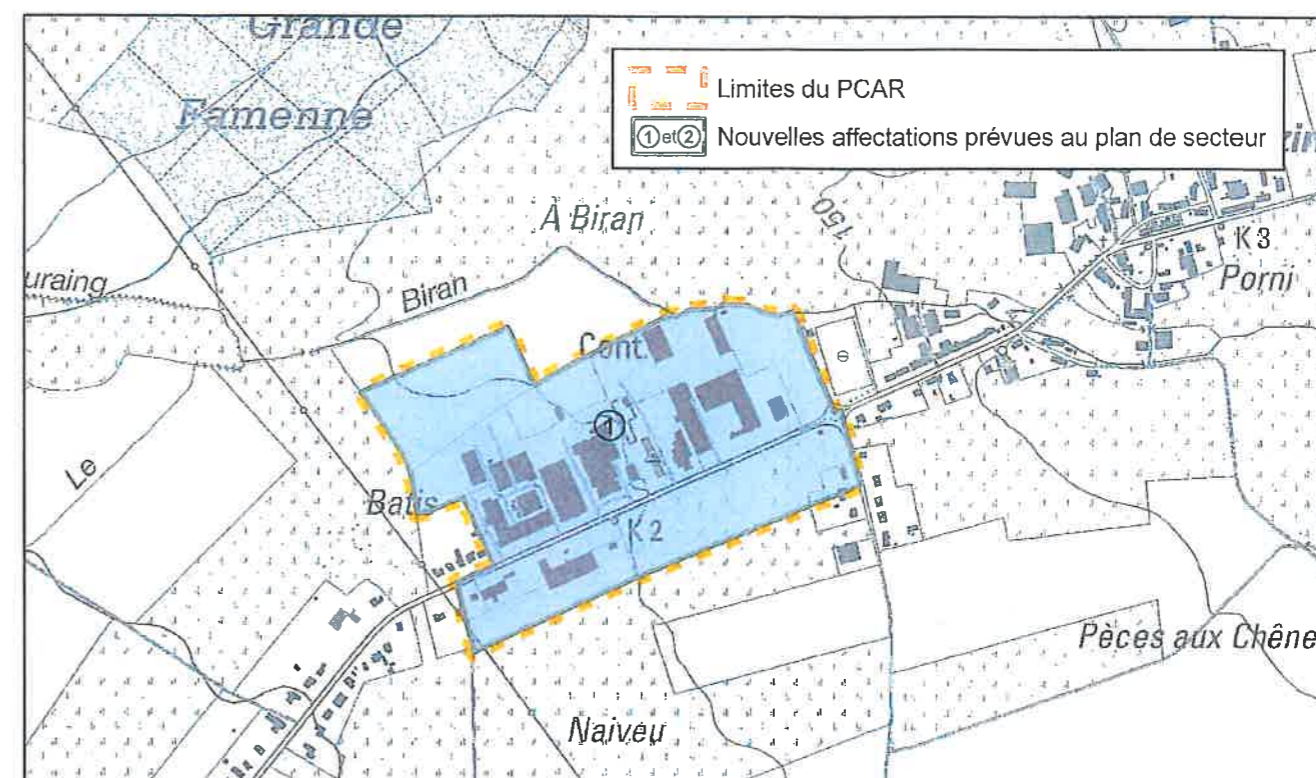 Grande
Famenne
Limites du PCAR
①et② Nouvelles affectations prévues au plan de secteur
À Biran
150
K 3
Porni
uraing
Biran
Cont.
①
Le
Batis
K 2
Pèces aux Chêne
Naiveu